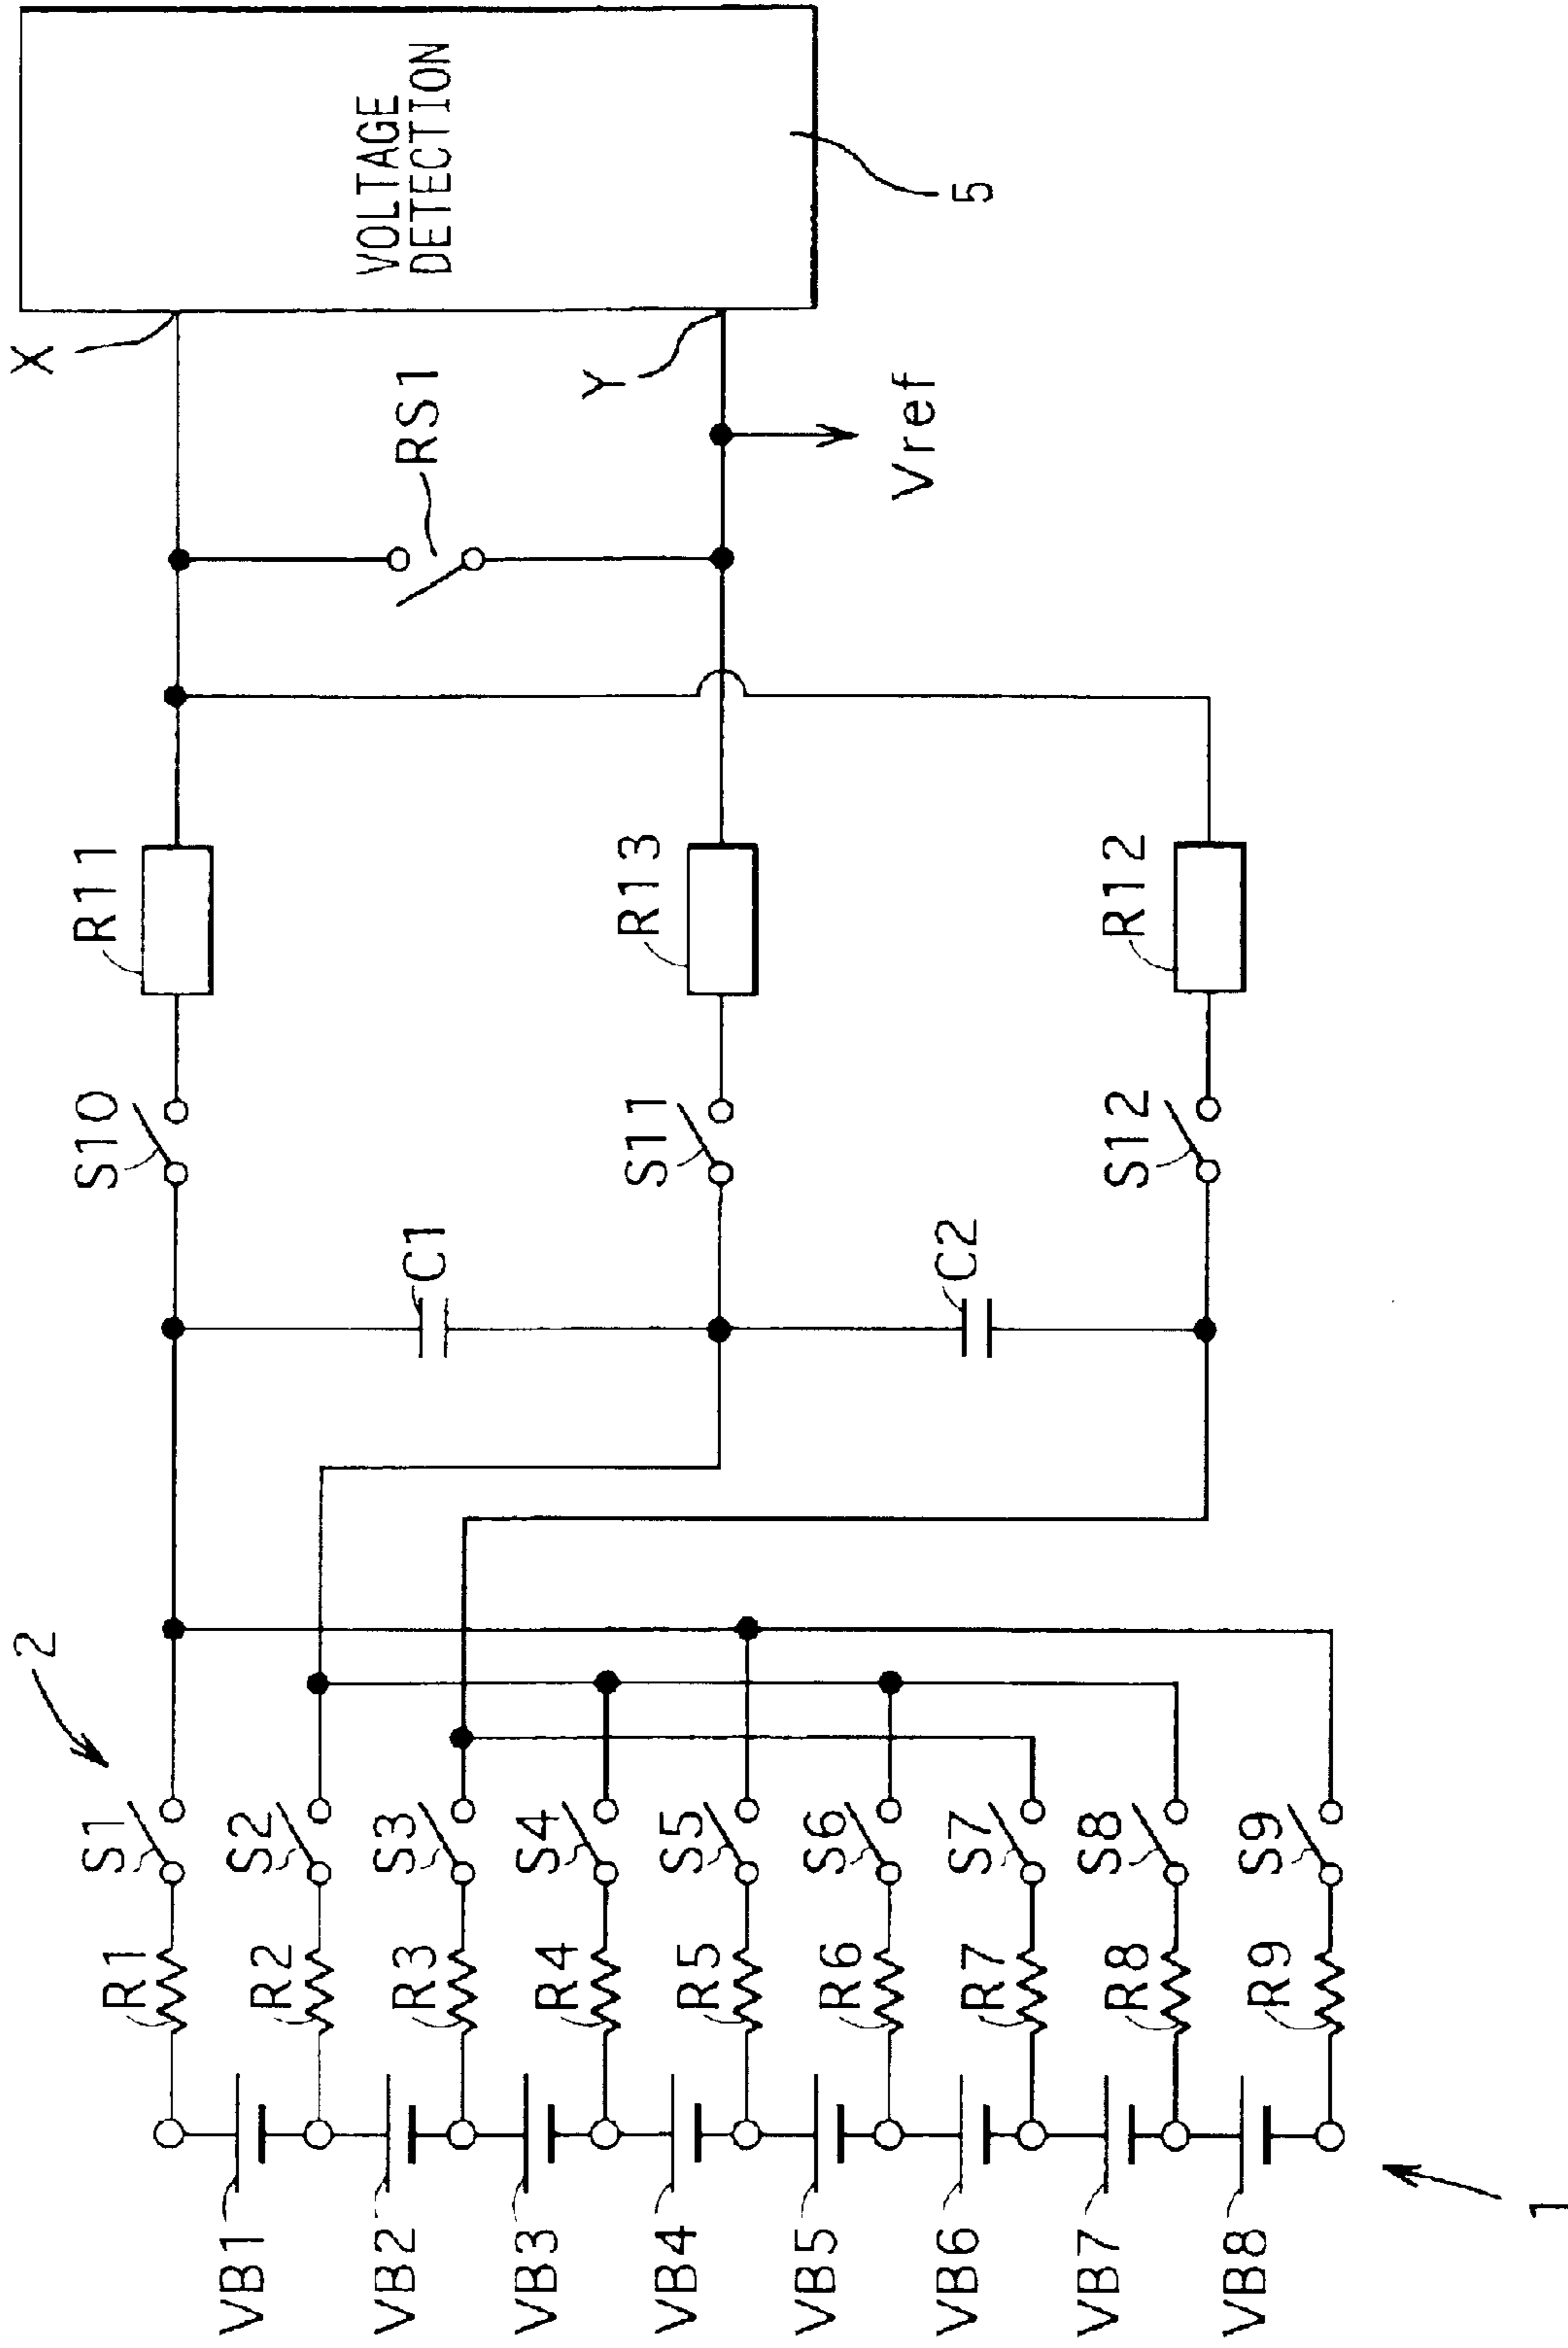 VOLTAGE
DETECTION
5
X
Y
RS1
Vref
R11
R13
R12
S10
S11
S12
C1
C2
2
S1
S2
S3
S4
S5
S6
S7
S8
S9
R1
R2
R3
R4
R5
R6
R7
R8
R9
VB1
VB2
VB3
VB4
VB5
VB6
VB7
VB8
1